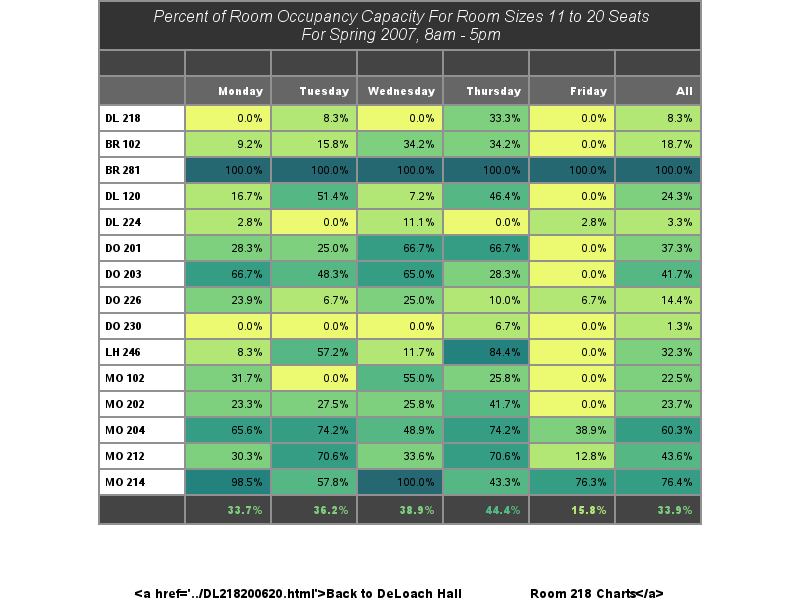 Percent of Room Occupancy Capacity For Room Sizes 11 to 20 Seats
For Spring 2007, 8am - 5pm
Monday Tuesday Wednesday Thursday Friday All
DL 218 0.0% 8.3% 0.0% 33.3% 0.0% 8.3%
BR 102 9.2% 15.8% 34.2% 34.2% 0.0% 18.7%
BR 281 100.0% 100.0% 100.0% 100.0% 100.0% 100.0%
DL 120 16.7% 51.4% 7.2% 46.4% 0.0% 24.3%
DL 224 2.8% 0.0% 11.1% 0.0% 2.8% 3.3%
DO 201 28.3% 25.0% 66.7% 66.7% 0.0% 37.3%
DO 203 66.7% 48.3% 65.0% 28.3% 0.0% 41.7%
DO 226 23.9% 6.7% 25.0% 10.0% 6.7% 14.4%
DO 230 0.0% 0.0% 0.0% 6.7% 0.0% 1.3%
LH 246 8.3% 57.2% 11.7% 84.4% 0.0% 32.3%
MO 102 31.7% 0.0% 55.0% 25.8% 0.0% 22.5%
MO 202 23.3% 27.5% 25.8% 41.7% 0.0% 23.7%
MO 204 65.6% 74.2% 48.9% 74.2% 38.9% 60.3%
MO 212 30.3% 70.6% 33.6% 70.6% 12.8% 43.6%
MO 214 98.5% 57.8% 100.0% 43.3% 76.3% 76.4%
33.7% 36.2% 38.9% 44.4% 15.8% 33.9%
<a href='../DL218200620.html'>Back to DeLoach Hall Room 218 Charts</a>